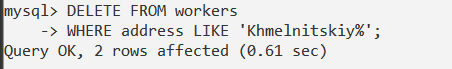 mysql> DELETE FROM workers
    -> WHERE address LIKE 'Khmelnitskiy%';
Query OK, 2 rows affected (0.61 sec)